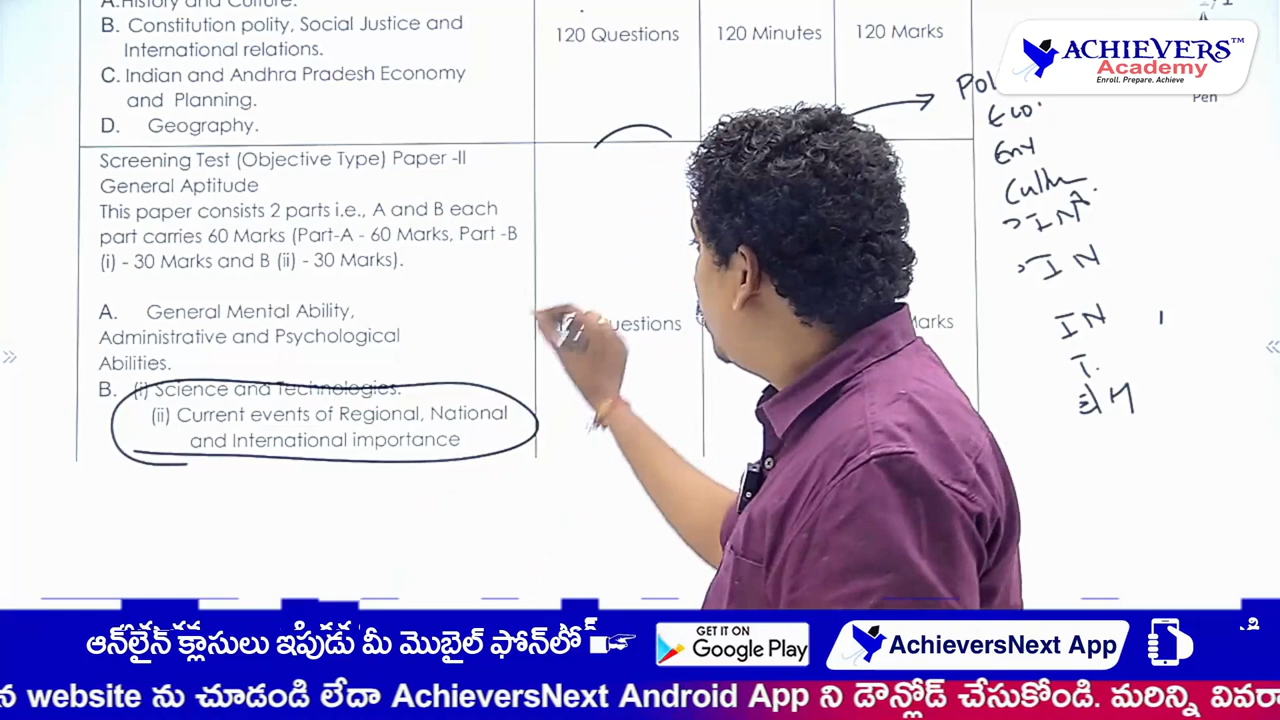 A.History and Culture.
B. Constitution polity, Social Justice and
International relations.
C. Indian and Andhra Pradesh Economy
and Planning.
D. Geography.
120 Questions
120 Minutes
120 Marks
ACHIEVERS™
Academy
Enroll. Prepare. Achieve
Pen
Pol
Eco.
Env
IN
IN
Screening Test (Objective Type) Paper -II
General Aptitude
This paper consists 2 parts i.e., A and B each
part carries 60 Marks (Part-A - 60 Marks, Part -B
(i) - 30 Marks and B (ii) - 30 Marks).
A. General Mental Ability,
Administrative and Psychological
Abilities.
B. (i) Science and Technologies.
(ii) Current events of Regional, National
and International importance
uestions
Marks
ఆన్‌లైన్ క్లాసులు ఇపుడు మీ మొబైల్ ఫోన్‌లో
GET IT ON
Google Play
AchieversNext App
న website ను చూడండి లేదా AchieversNext Android App ని డౌన్లోడ్ చేసుకోండి. మరిన్ని వివరా